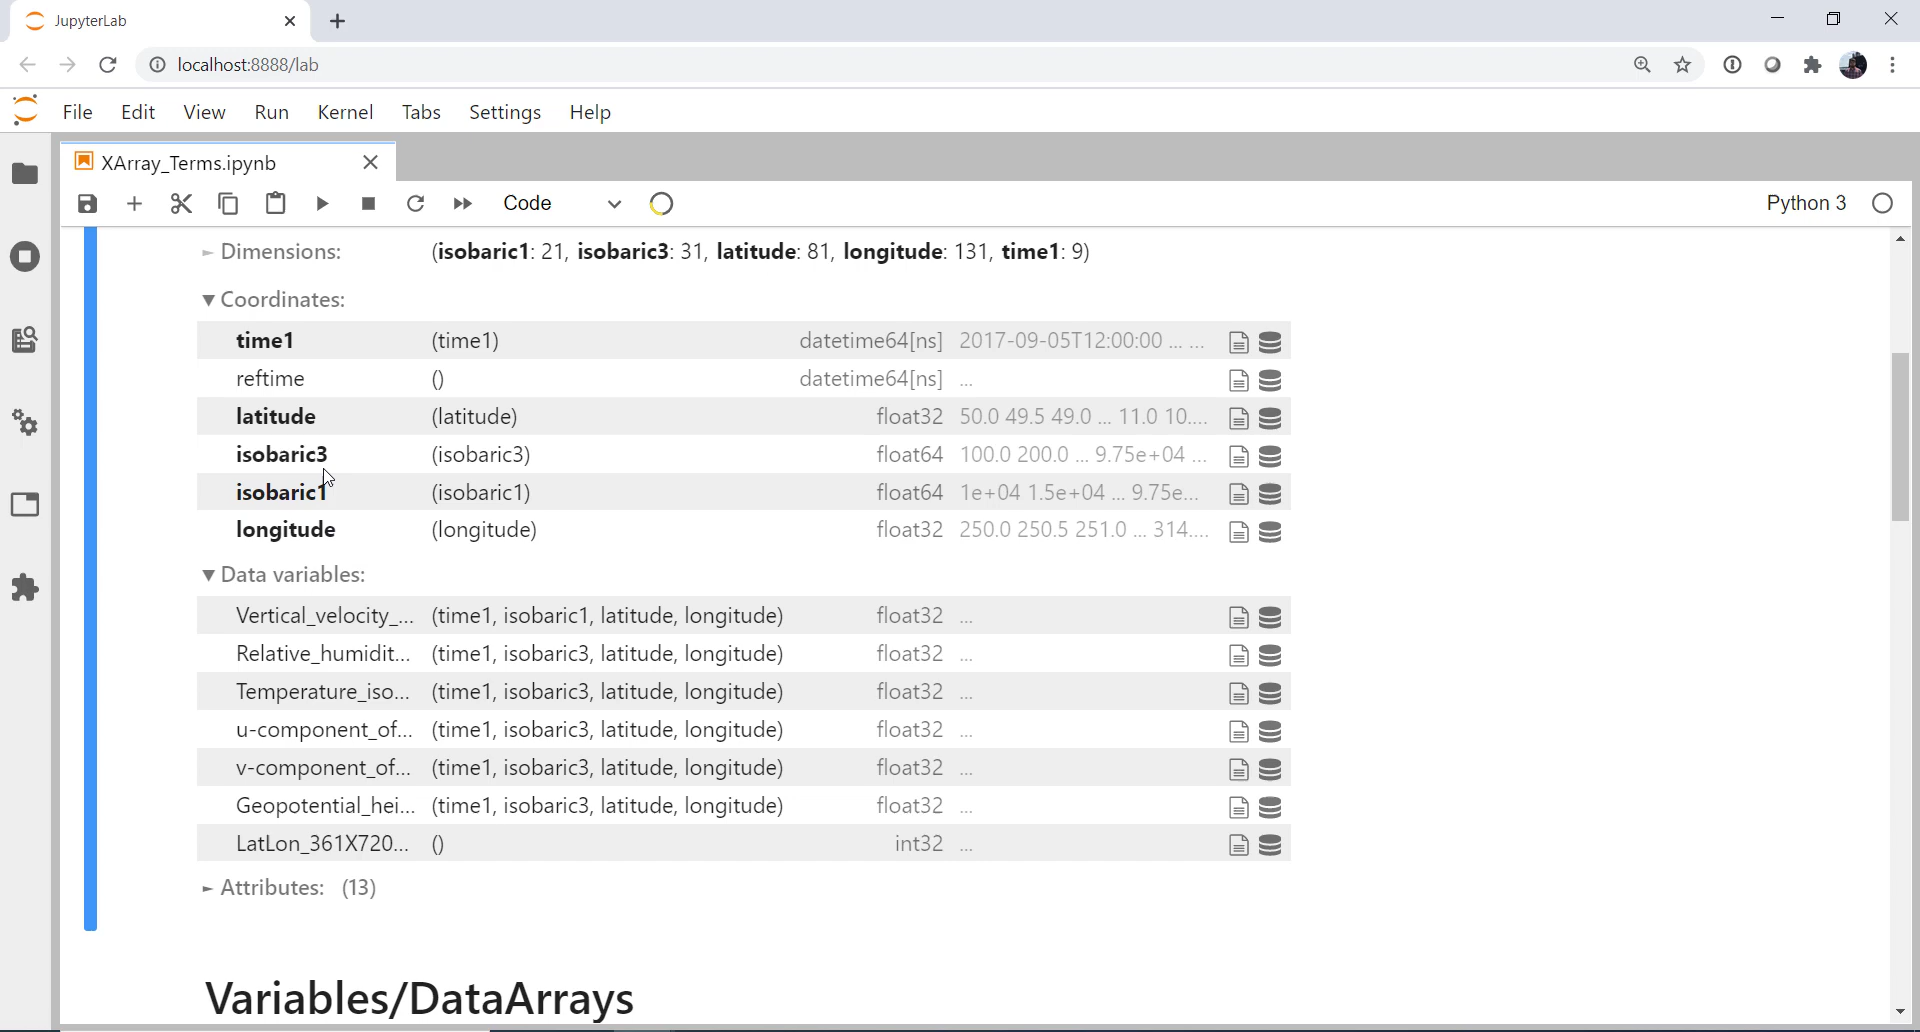 JupyterLab
localhost:8888/lab
File Edit View Run Kernel Tabs Settings Help
XArray_Terms.ipynb
Code Python 3
Dimensions: (isobaric1: 21, isobaric3: 31, latitude: 81, longitude: 131, time1: 9)
Coordinates:
time1 (time1) datetime64[ns] 2017-09-05T12:00:00 ... ...
reftime () datetime64[ns] ...
latitude (latitude) float32 50.0 49.5 49.0 ... 11.0 10....
isobaric3 (isobaric3) float64 100.0 200.0 ... 9.75e+04 ...
isobaric1 (isobaric1) float64 1e+04 1.5e+04 ... 9.75e...
longitude (longitude) float32 250.0 250.5 251.0 ... 314....
Data variables:
Vertical_velocity_... (time1, isobaric1, latitude, longitude) float32 ...
Relative_humidit... (time1, isobaric3, latitude, longitude) float32 ...
Temperature_iso... (time1, isobaric3, latitude, longitude) float32 ...
u-component_of... (time1, isobaric3, latitude, longitude) float32 ...
v-component_of... (time1, isobaric3, latitude, longitude) float32 ...
Geopotential_hei... (time1, isobaric3, latitude, longitude) float32 ...
LatLon_361X720... () int32 ...
Attributes: (13)
Variables/DataArrays